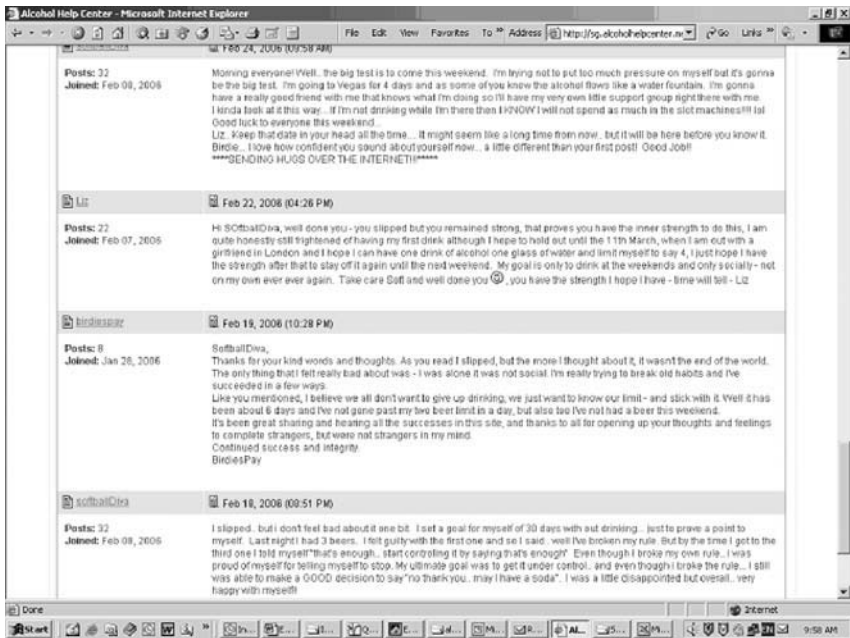 Alcohol Help Center - Microsoft Internet Explorer
File Edit View Favorites To » Address http://sg.alcoholhelpcenter.ne Go Links »
softballDiva Feb 24, 2006 (09:58 AM)
Posts: 32
Joined: Feb 08, 2006
Morning everyone! Well.. the big test is to come this weekend. I'm trying not to put too much pressure on myself but it's gonna
be the big test. I'm going to Vegas for 4 days and as some of you know the alcohol flows like a water fountain. I'm gonna
have a really good friend with me that knows what I'm doing so I'll have my very own little support group right there with me.
I kinda look at it this way... If I'm not drinking while I'm there then I KNOW I will not spend as much in the slot machines!!!! lol
Good luck to everyone this weekend...
Liz.. Keep that date in your head all the time.... It might seem like a long time from now.. but it will be here before you know it.
Birdie... I love how confident you sound about yourself now... a little different than your first post! Good Job!!
****SENDING HUGS OVER THE INTERNET!!!*****
Liz Feb 22, 2006 (04:26 PM)
Posts: 22
Joined: Feb 07, 2006
Hi SOftballDiva, well done you - you slipped but you remained strong, that proves you have the inner strength to do this, I am
quite honestly still frightened of having my first drink although I hope to hold out until the 11th March, when I am out with a
girlfriend in London and I hope I can have one drink of alcohol one glass of water and limit myself to say 4, I just hope I have
the strength after that to stay off it again until the next weekend. My goal is only to drink at the weekends and only socially - not
on my own ever ever again. Take care Soft and well done you , you have the strength I hope I have - time will tell - Liz
birdiespay Feb 19, 2006 (10:28 PM)
Posts: 8
Joined: Jan 28, 2006
SoftballDiva,
Thanks for your kind words and thoughts. As you read I slipped, but the more I thought about it, it wasn't the end of the world.
The only thing that I felt really bad about was - I was alone it was not social. I'm really trying to break old habits and I've
succeeded in a few ways.
Like you mentioned, I believe we all don't want to give up drinking, we just want to know our limit - and stick with it. Well it has
been about 6 days and I've not gone past my two beer limit in a day, but also too I've not had a beer this weekend.
It's been great sharing and hearing all the successes in this site, and thanks to all for opening up your thoughts and feelings
to complete strangers, but were not strangers in my mind.
Continued success and integrity.
BirdiesPay
softballDiva Feb 18, 2006 (08:51 PM)
Posts: 32
Joined: Feb 08, 2006
I slipped.. but i don't feel bad about it one bit. I set a goal for myself of 30 days with out drinking... just to prove a point to
myself. Last night I had 3 beers. I felt guilty with the first one and so I said.. well I've broken my rule. But by the time I got to the
third one I told myself "that's enough.. start controling it by saying that's enough" Even though I broke my own rule.. I was
proud of myself for telling myself to stop. My ultimate goal was to get it under control.. and even though i broke the rule... I still
was able to make a GOOD decision to say "no thank you.. may I have a soda". I was a little disappointed but overall.. very
happy with myself!!
Done Internet
Start 9:58 AM